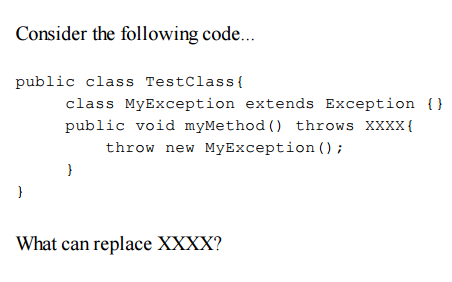 Consider the following code...
public class TestClass{
     class MyException extends Exception {}
     public void myMethod() throws XXXX{
         throw new MyException();
     }
}
What can replace XXXX?